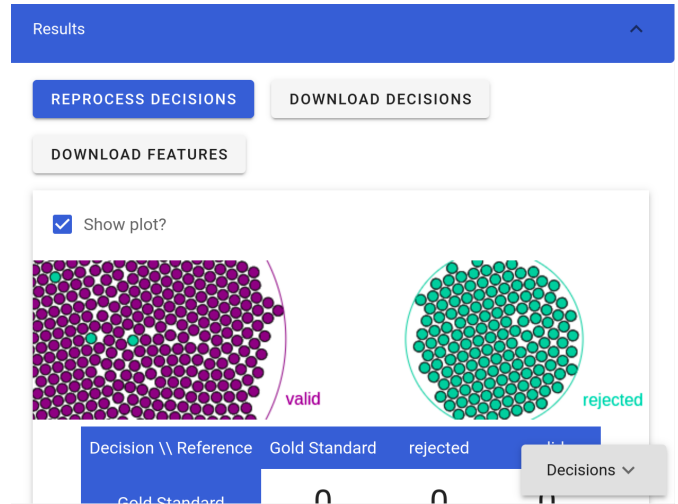 Results
REPROCESS DECISIONS DOWNLOAD DECISIONS
DOWNLOAD FEATURES
Show plot?
valid
rejected
Decision \\ Reference Gold Standard rejected
Decisions
Gold Standard 0 0 0